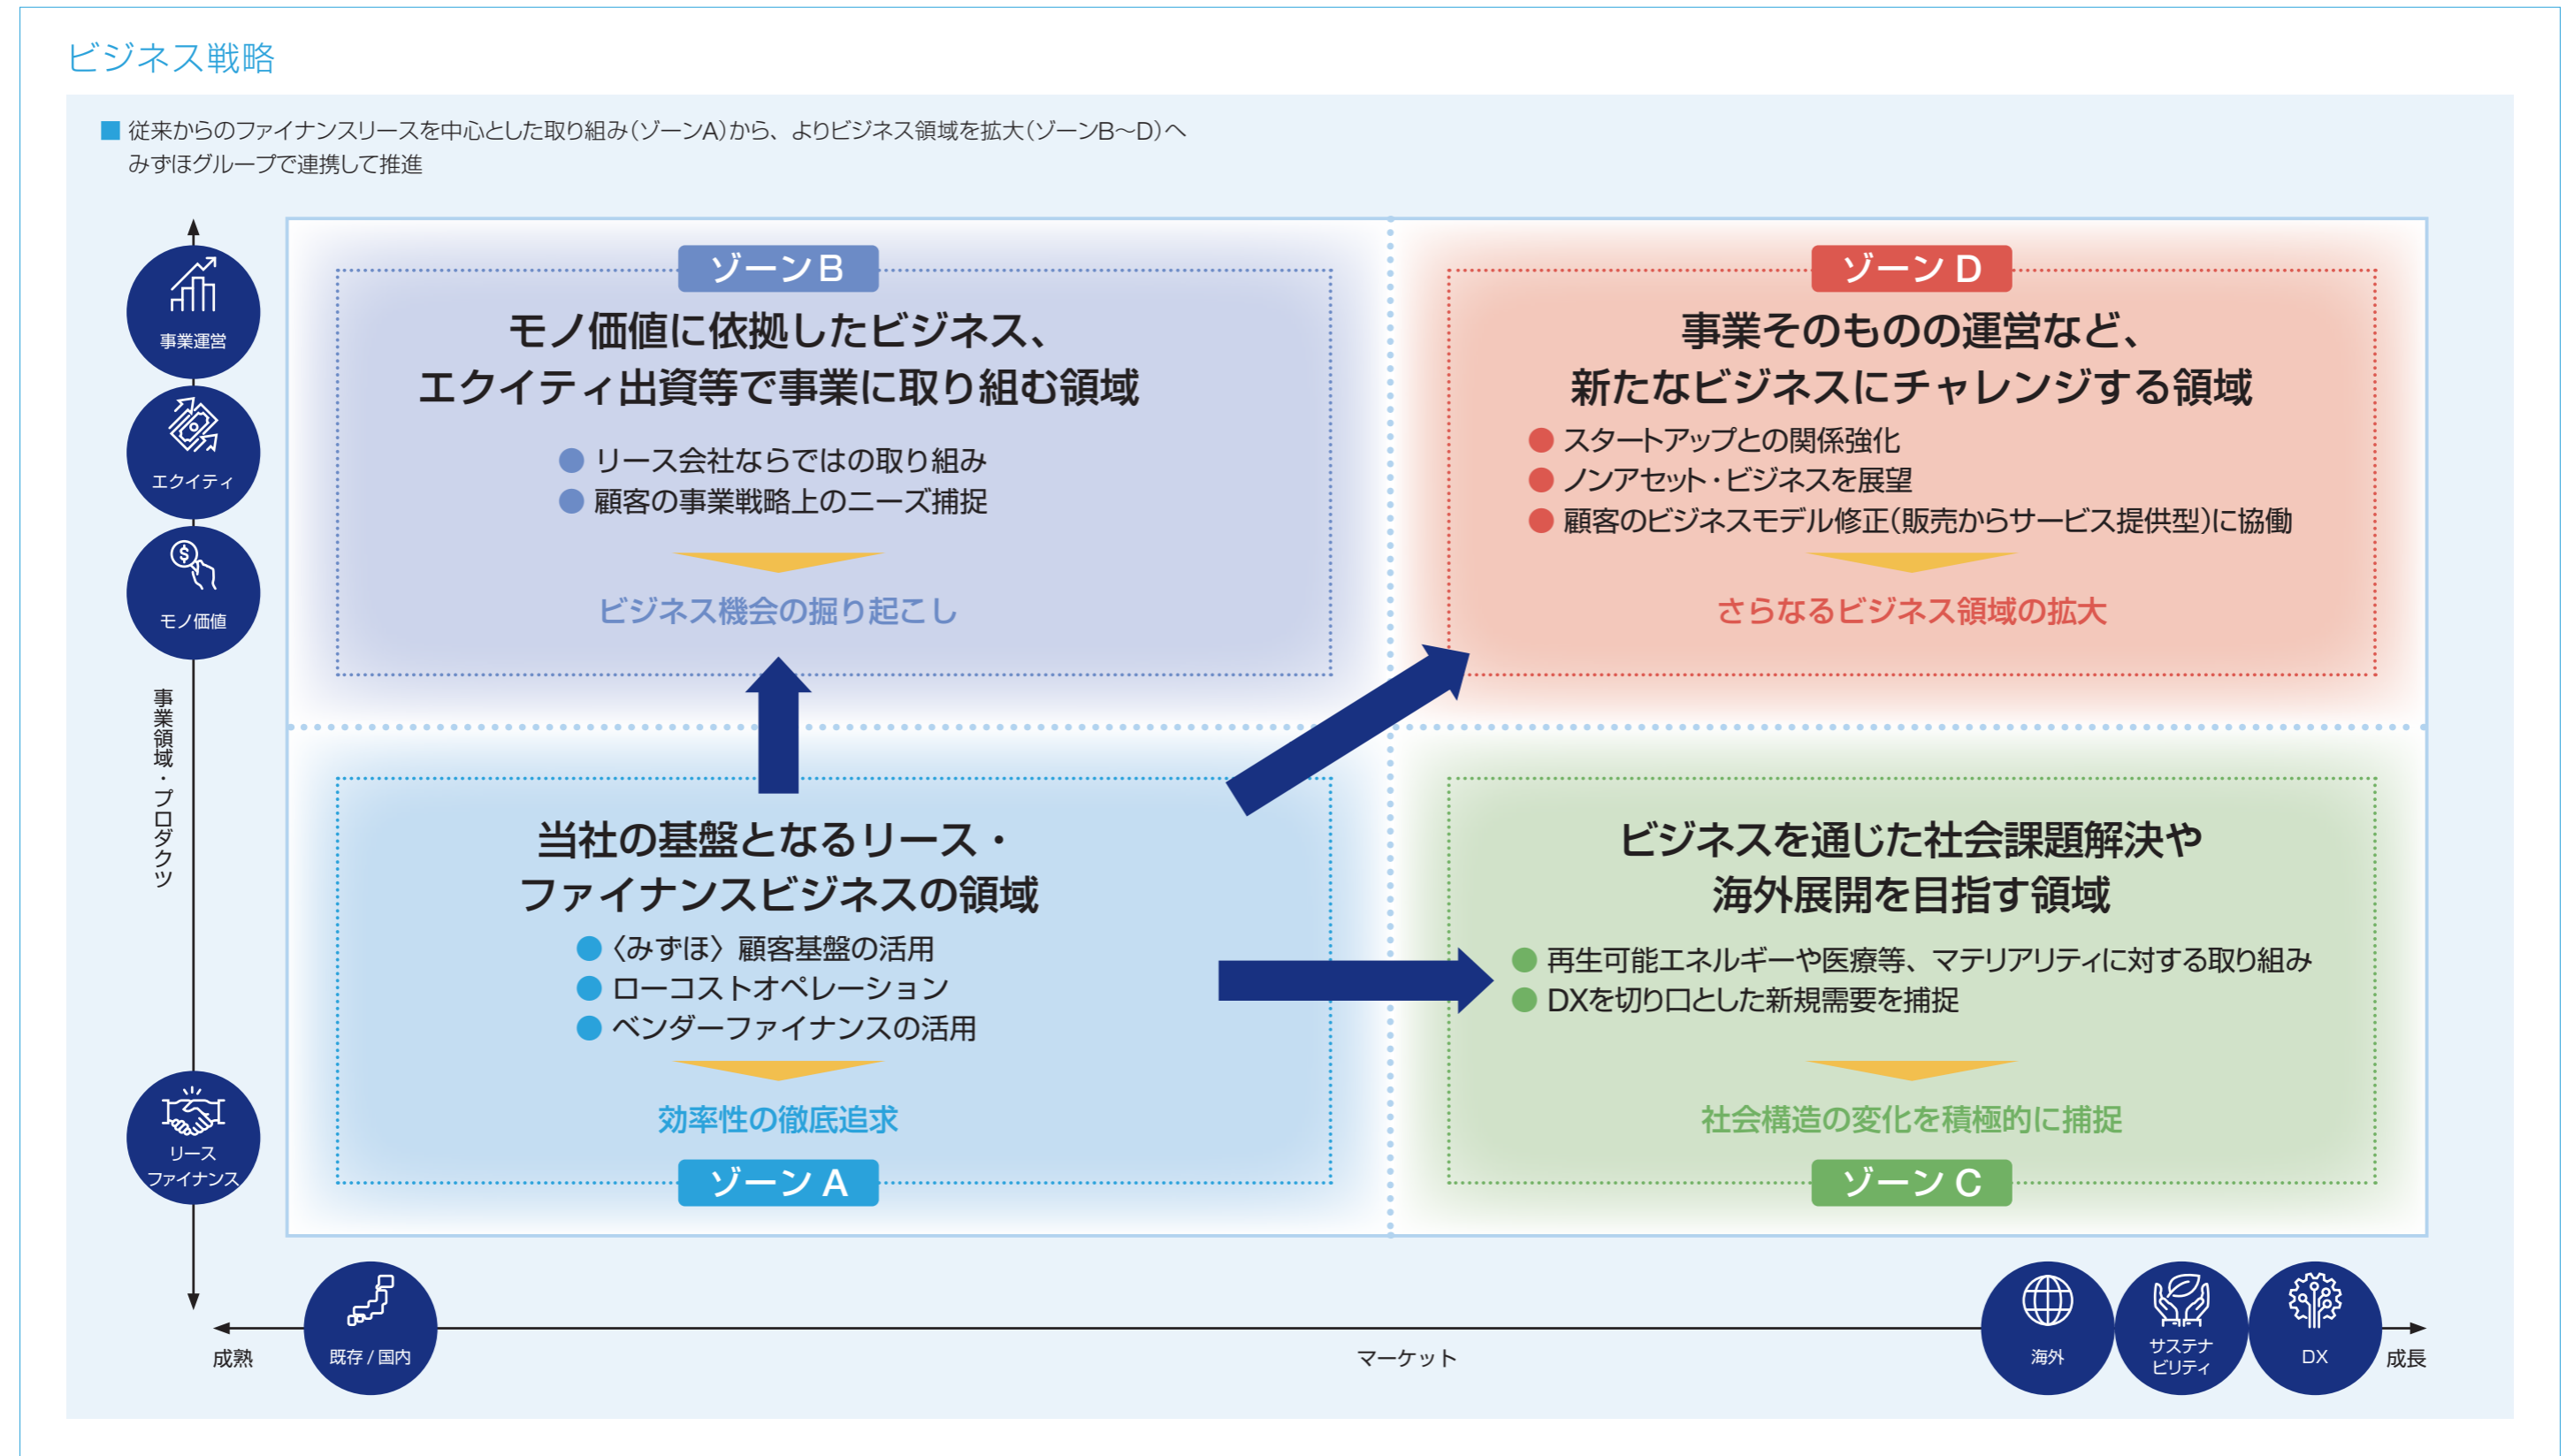 ビジネス戦略
■ 従来からのファイナンスリースを中心とした取り組み(ゾーンA)から、よりビジネス領域を拡大(ゾーンB〜D)へ
みずほグループで連携して推進
事業運営
エクイティ
モノ価値
事業領域・プロダクツ
リース
ファイナンス
ゾーンB
モノ価値に依拠したビジネス、
エクイティ出資等で事業に取り組む領域
● リース会社ならではの取り組み
● 顧客の事業戦略上のニーズ捕捉
ビジネス機会の掘り起こし
ゾーン D
事業そのものの運営など、
新たなビジネスにチャレンジする領域
● スタートアップとの関係強化
● ノンアセット・ビジネスを展望
● 顧客のビジネスモデル修正(販売からサービス提供型)に協働
さらなるビジネス領域の拡大
当社の基盤となるリース・
ファイナンスビジネスの領域
● 〈みずほ〉顧客基盤の活用
● ローコストオペレーション
● ベンダーファイナンスの活用
効率性の徹底追求
ゾーン A
ビジネスを通じた社会課題解決や
海外展開を目指す領域
● 再生可能エネルギーや医療等、マテリアリティに対する取り組み
● DXを切り口とした新規需要を捕捉
社会構造の変化を積極的に捕捉
ゾーン C
成熟
既存 / 国内
マーケット
海外
サステナ
ビリティ
DX
成長